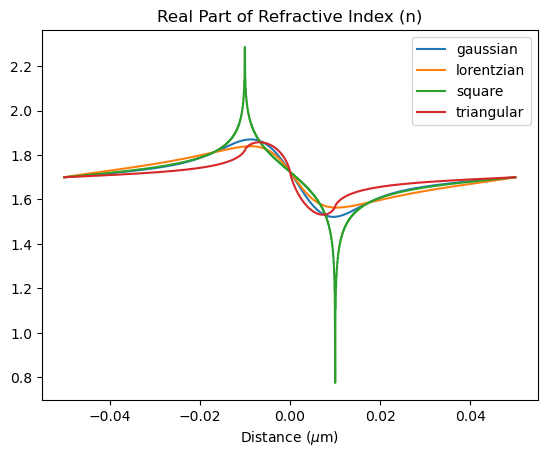 Real Part of Refractive Index (n)
gaussian
lorentzian
square
triangular
2.2
2.0
1.8
1.6
1.4
1.2
1.0
0.8
−0.04 −0.02 0.00 0.02 0.04
Distance (μm)